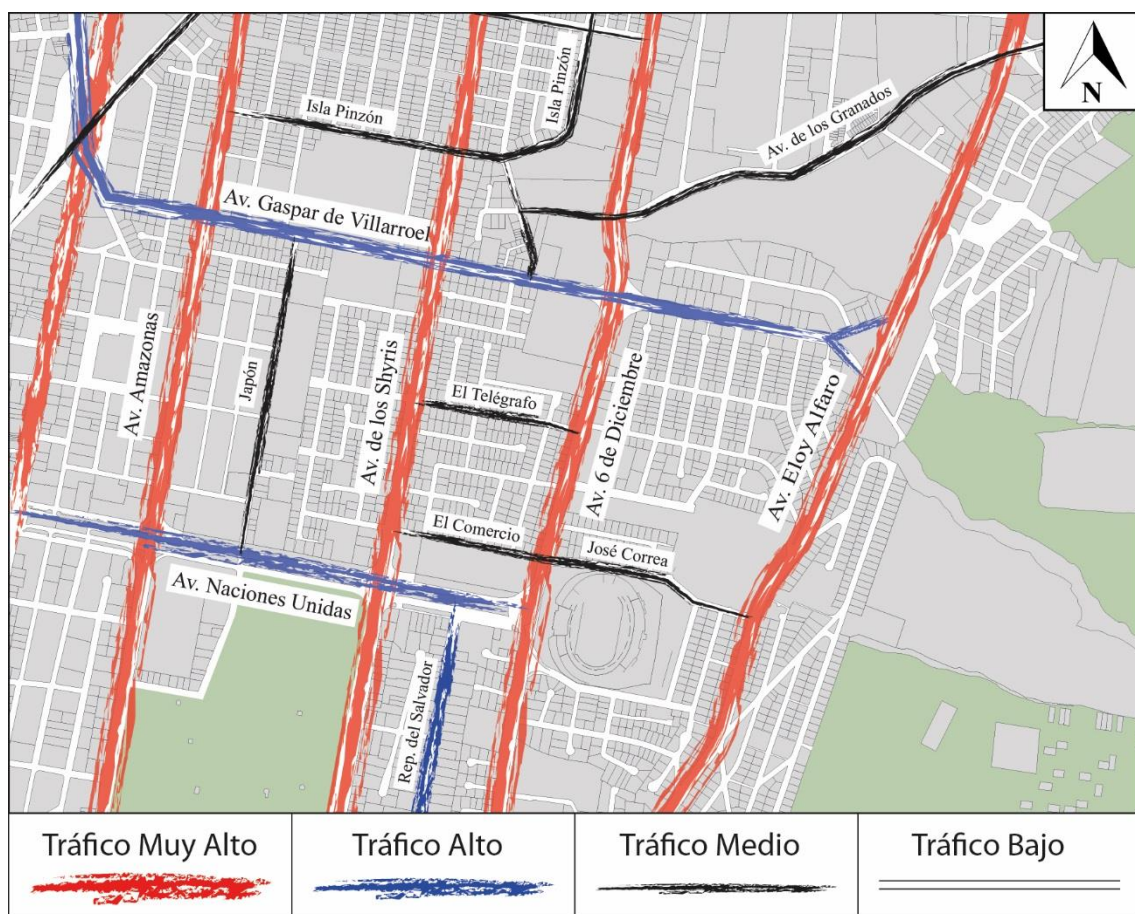 N
Isla Pinzón
Isla Pinzón
Av. de los Granados
Av. Gaspar de Villarroel
Av. Amazonas
Japón
Av. de los Shyris
El Telégrafo
Av. 6 de Diciembre
Av. Eloy Alfaro
El Comercio
José Correa
Av. Naciones Unidas
Rep. del Salvador
Tráfico Muy Alto
Tráfico Alto
Tráfico Medio
Tráfico Bajo